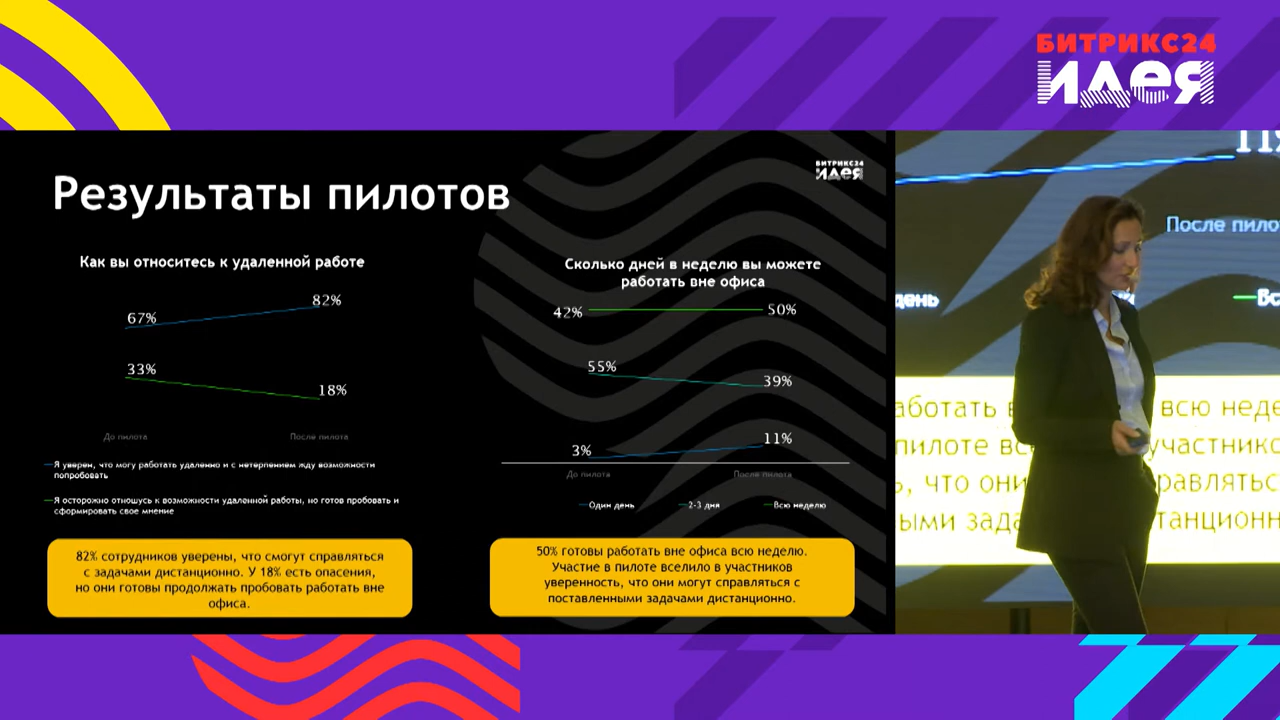 БИТРИКС24
идея
БИТРИКС24
идея
Результаты пилотов
Как вы относитесь к удаленной работе
67%
82%
33%
18%
До пилота
После пилота
Я уверен, что могу работать удаленно и с нетерпением жду возможности
попробовать
Я осторожно отношусь к возможности удаленной работы, но готов пробовать и
сформировать свое мнение
82% сотрудников уверены, что смогут справляться
с задачами дистанционно. У 18% есть опасения,
но они готовы продолжать пробовать работать вне
офиса.
Сколько дней в неделю вы можете
работать вне офиса
42%
50%
55%
39%
3%
11%
До пилота
После пилота
Один день
2-3 дня
Всю неделю
50% готовы работать вне офиса всю неделю.
Участие в пилоте вселило в участников
уверенность, что они могут справляться с
поставленными задачами дистанционно.
После пило
день
аботать в всю неде
пилоте все участнико
ь, что они равлятьс
ыми зада танционн